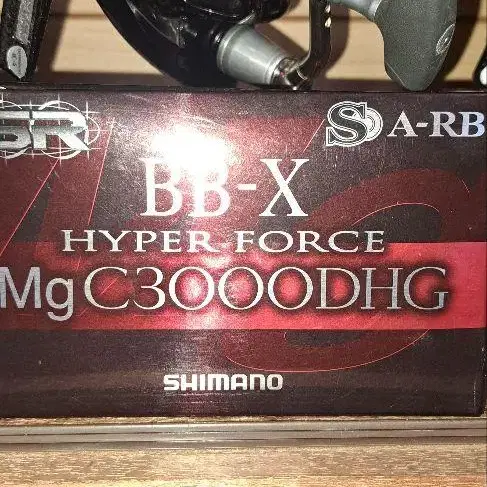 SR
S A-RB
BB-X
HYPER FORCE
Mg C3000DHG
SHIMANO